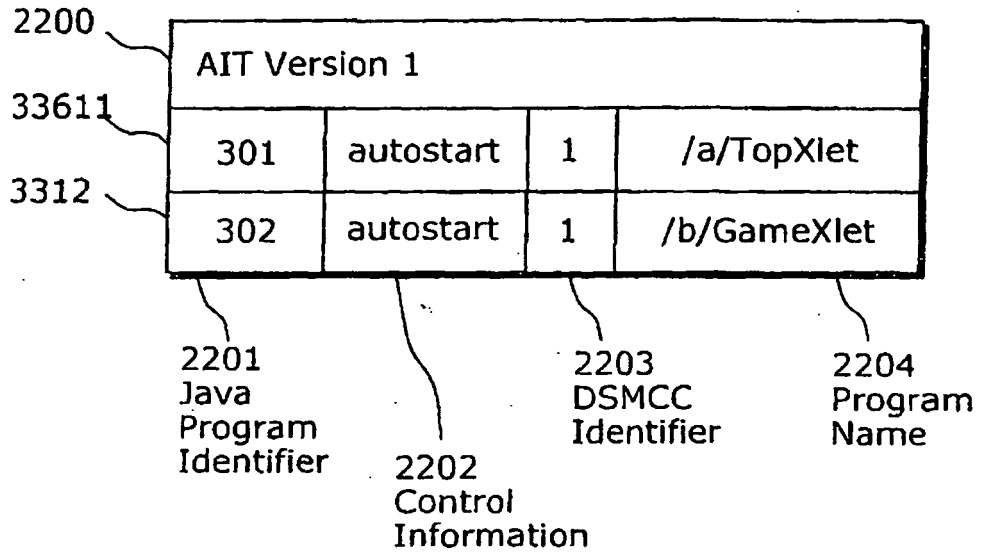 2200
AIT Version 1
33611
301 autostart 1 /a/TopXlet
3312
302 autostart 1 /b/GameXlet
2201
Java
Program
Identifier
2202
Control
Information
2203
DSMCC
Identifier
2204
Program
Name